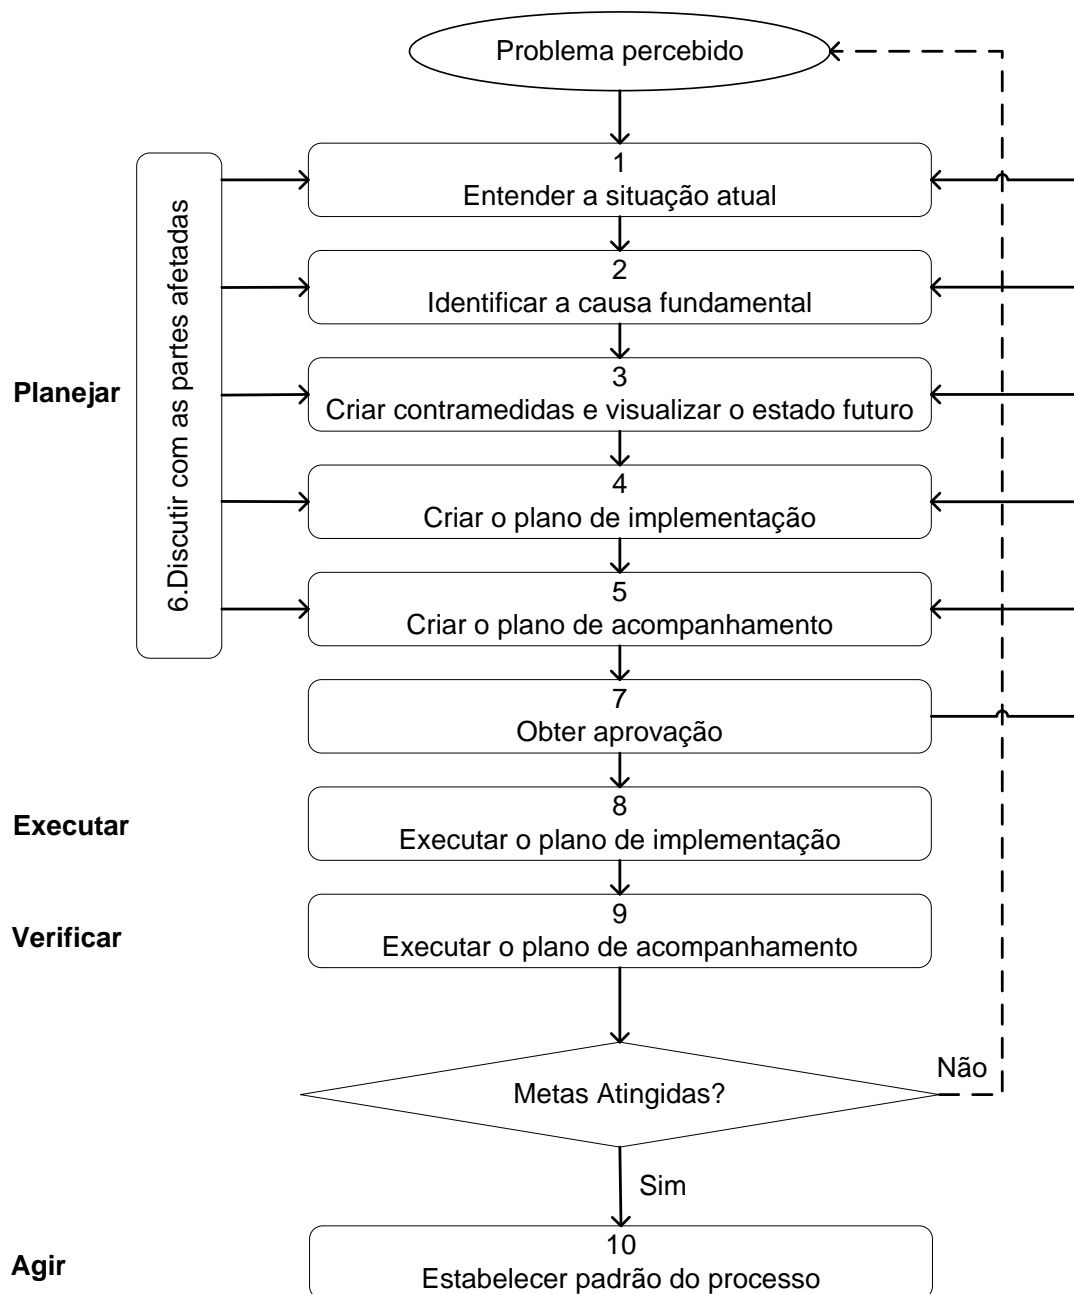 Problema percebido
1
Entender a situação atual
2
Identificar a causa fundamental
Planejar
6.Discutir com as partes afetadas
3
Criar contramedidas e visualizar o estado futuro
4
Criar o plano de implementação
5
Criar o plano de acompanhamento
7
Obter aprovação
Executar
8
Executar o plano de implementação
Verificar
9
Executar o plano de acompanhamento
Metas Atingidas?
Não
Sim
Agir
10
Estabelecer padrão do processo